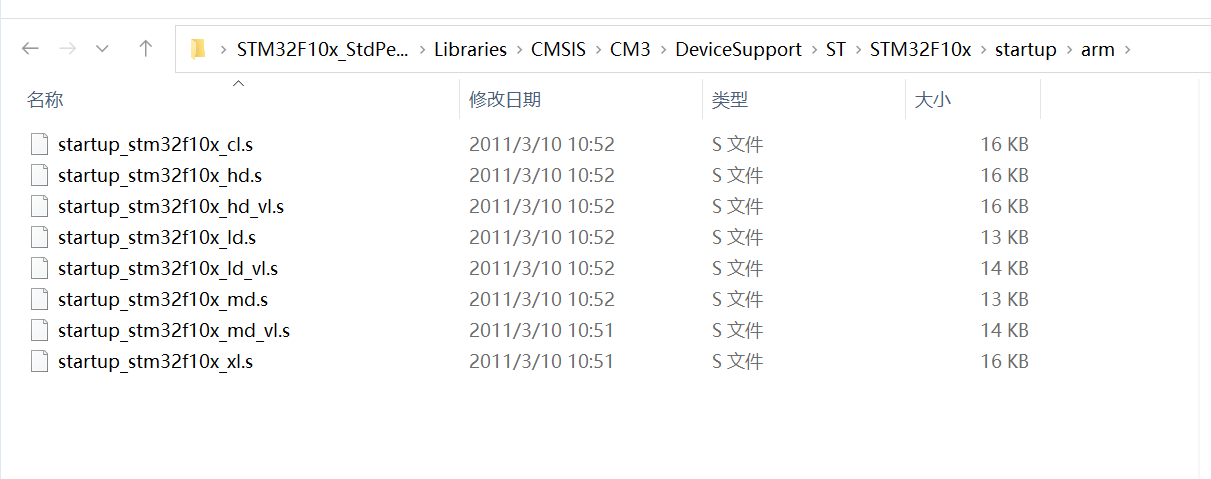 STM32F10x_StdPe... > Libraries > CMSIS > CM3 > DeviceSupport > ST > STM32F10x > startup > arm >
名称 修改日期 类型 大小
startup_stm32f10x_cl.s 2011/3/10 10:52 S 文件 16 KB
startup_stm32f10x_hd.s 2011/3/10 10:52 S 文件 16 KB
startup_stm32f10x_hd_vl.s 2011/3/10 10:52 S 文件 16 KB
startup_stm32f10x_ld.s 2011/3/10 10:52 S 文件 13 KB
startup_stm32f10x_ld_vl.s 2011/3/10 10:52 S 文件 14 KB
startup_stm32f10x_md.s 2011/3/10 10:52 S 文件 13 KB
startup_stm32f10x_md_vl.s 2011/3/10 10:51 S 文件 14 KB
startup_stm32f10x_xl.s 2011/3/10 10:51 S 文件 16 KB